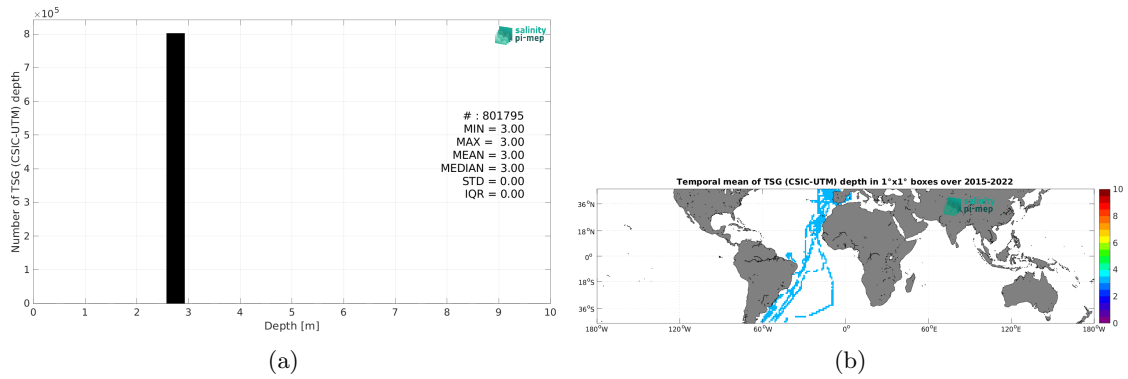 ×10⁵
salinity
pi-mep
8
7
6
5
4
3
2
1
0
Number of TSG (CSIC-UTM) depth
# : 801795
MIN = 3.00
MAX = 3.00
MEAN = 3.00
MEDIAN = 3.00
STD = 0.00
IQR = 0.00
0 1 2 3 4 5 6 7 8 9 10
Depth [m]
(a)
Temporal mean of TSG (CSIC-UTM) depth in 1°x1° boxes over 2015-2022
salinity
pi-mep
36°N
18°N
0°
18°S
36°S
180°W 120°W 60°W 0° 60°E 120°E 180°W
10
8
6
4
2
0
(b)